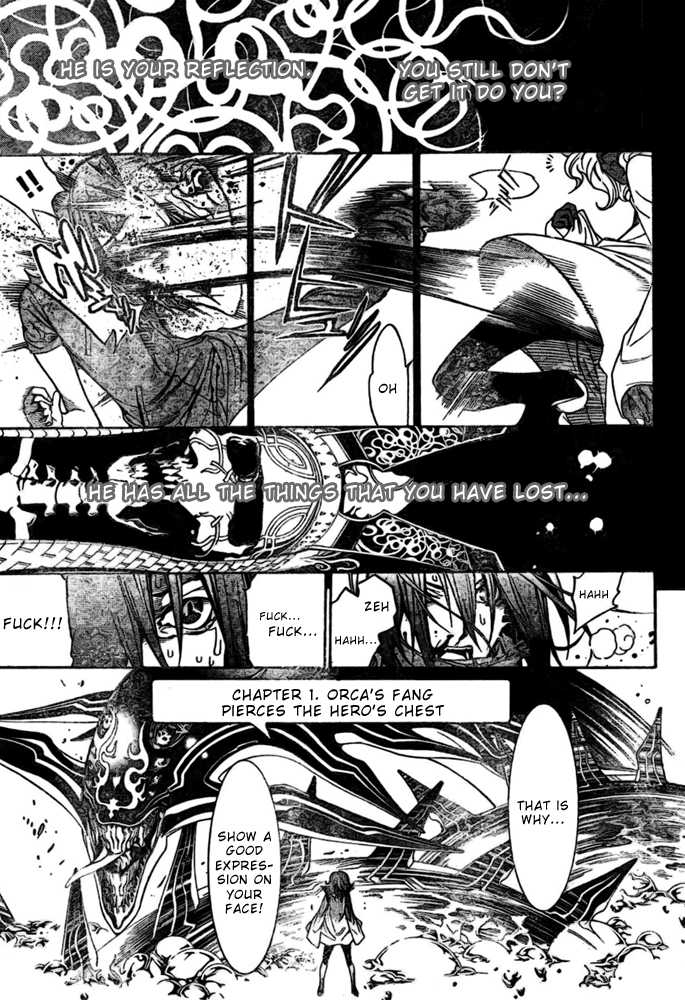 YOU STILL DON'T
GET IT DO YOU?
HE IS YOUR REFLECTION.
OH
!!
HE HAS ALL THE THINGS THAT YOU HAVE LOST...
HAHH
ZEH
HAHH...
FUCK...
FUCK...
FUCK!!!
CHAPTER 1. ORCA'S FANG
PIERCES THE HERO'S CHEST
THAT IS
WHY...
SHOW A
GOOD
EXPRES-
SION ON
YOUR
FACE!